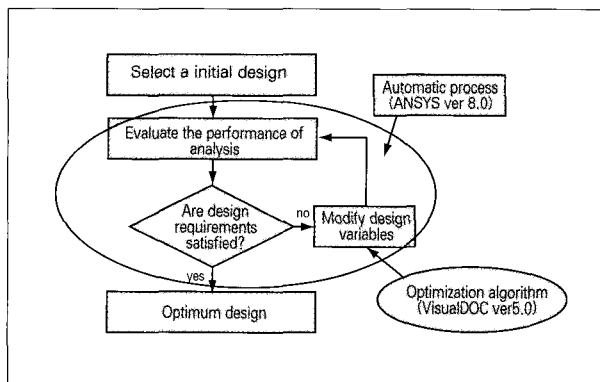 Select a initial design
Automatic process
(ANSYS ver 8.0)
Evaluate the performance of
analysis
Are design
requirements
satisfied?
no
Modify design
variables
yes
Optimum design
Optimization algorithm
(VisualDOC ver5.0)